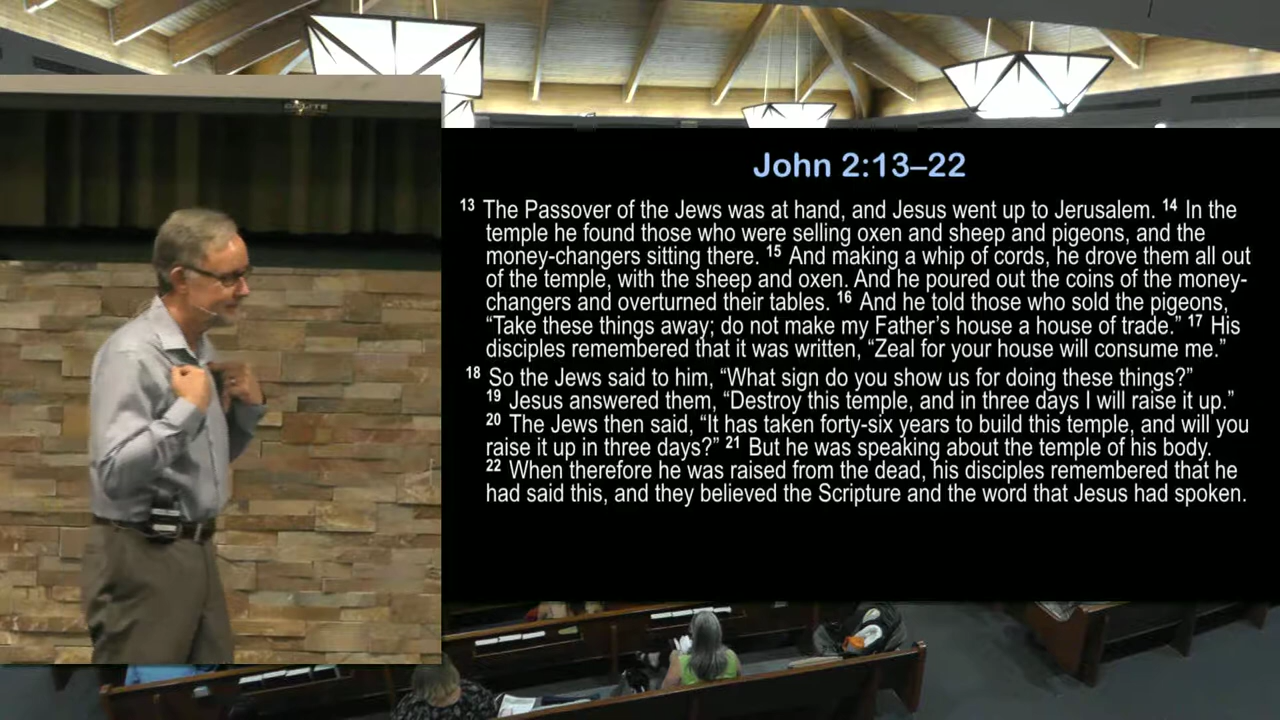 DA-LITE
John 2:13–22
13 The Passover of the Jews was at hand, and Jesus went up to Jerusalem. 14 In the
temple he found those who were selling oxen and sheep and pigeons, and the
money-changers sitting there. 15 And making a whip of cords, he drove them all out
of the temple, with the sheep and oxen. And he poured out the coins of the money-
changers and overturned their tables. 16 And he told those who sold the pigeons,
“Take these things away; do not make my Father’s house a house of trade.” 17 His
disciples remembered that it was written, “Zeal for your house will consume me.”
18 So the Jews said to him, “What sign do you show us for doing these things?”
19 Jesus answered them, “Destroy this temple, and in three days I will raise it up.”
20 The Jews then said, “It has taken forty-six years to build this temple, and will you
raise it up in three days?” 21 But he was speaking about the temple of his body.
22 When therefore he was raised from the dead, his disciples remembered that he
had said this, and they believed the Scripture and the word that Jesus had spoken.